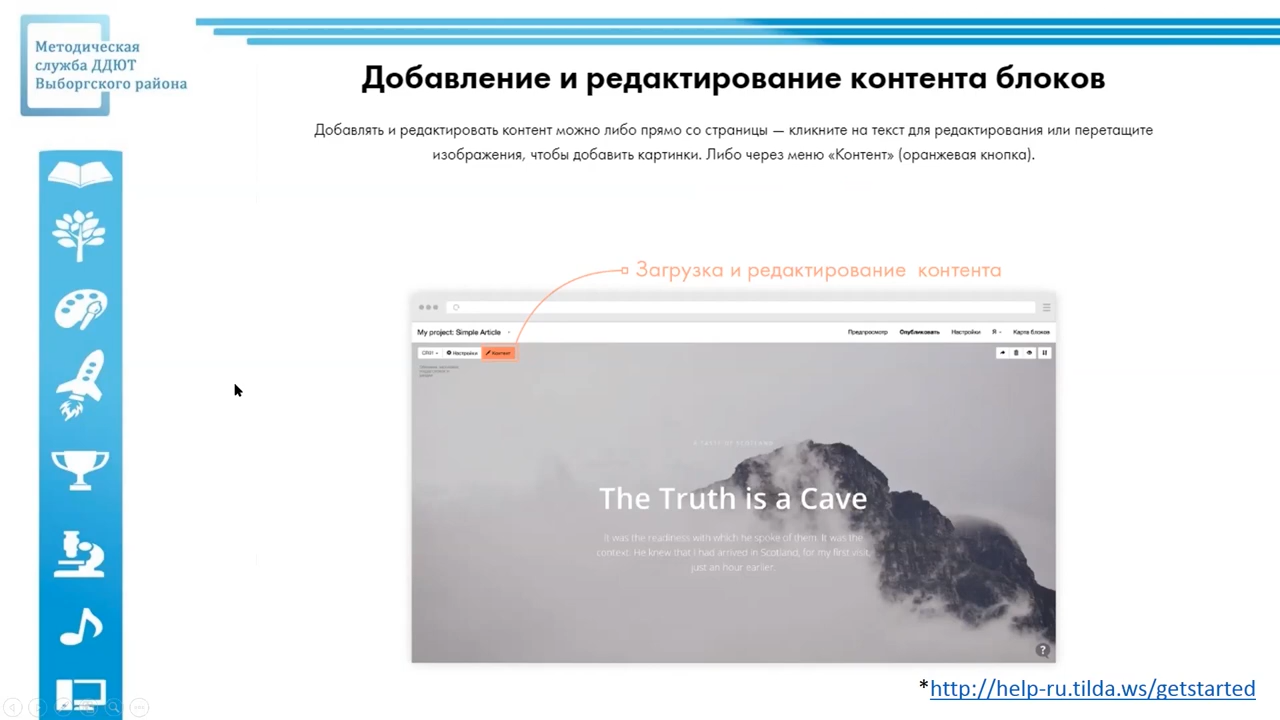 Методическая
служба ДДЮТ
Выборгского района
Добавление и редактирование контента блоков
Добавлять и редактировать контент можно либо прямо со страницы — кликните на текст для редактирования или перетащите
изображения, чтобы добавить картинки. Либо через меню «Контент» (оранжевая кнопка).
Загрузка и редактирование контента
My project: Simple Article
Предпросмотр Опубликовать Настройки Я Карта блоков
CR01 Настройки Контент
The Truth is a Cave
It was the readiness with which he spoke of them. It was the
context. He knew that I had arrived in Scotland, for my first visit,
just an hour earlier.
?
*http://help-ru.tilda.ws/getstarted